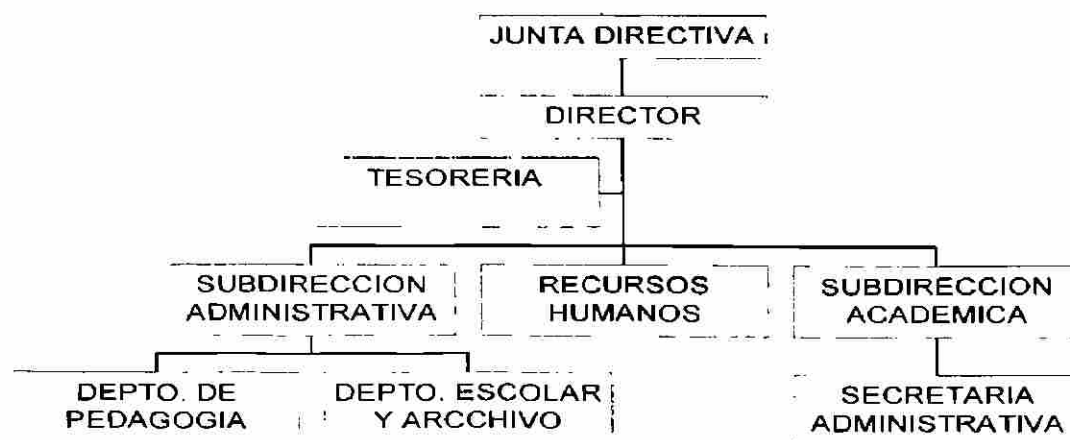 JUNTA DIRECTIVA
DIRECTOR
TESORERIA
SUBDIRECCION
ADMINISTRATIVA
RECURSOS
HUMANOS
SUBDIRECCION
ACADEMICA
DEPTO. DE
PEDAGOGIA
DEPTO. ESCOLAR
Y ARCCHIVO
SECRETARIA
ADMINISTRATIVA